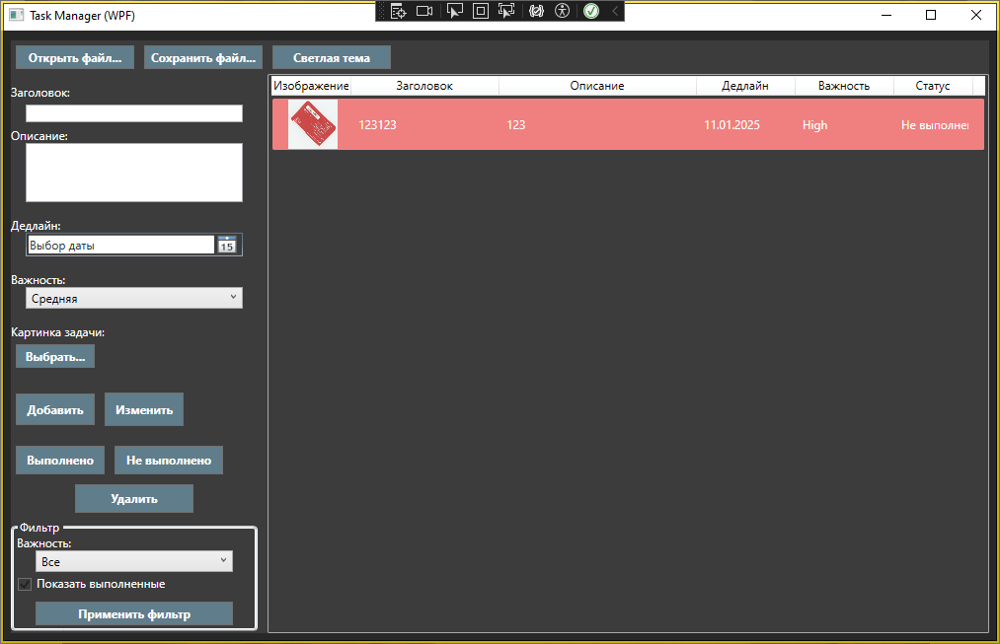 Task Manager (WPF)
Открыть файл... Сохранить файл... Светлая тема
Заголовок:
Описание:
Дедлайн:
Выбор даты 15
Важность:
Средняя
Картинка задачи:
Выбрать...
Добавить Изменить
Выполнено Не выполнено
Удалить
Фильтр
Важность:
Все
Показать выполненные
Применить фильтр
Изображение Заголовок Описание Дедлайн Важность Статус
123123 123 11.01.2025 High Не выполнен